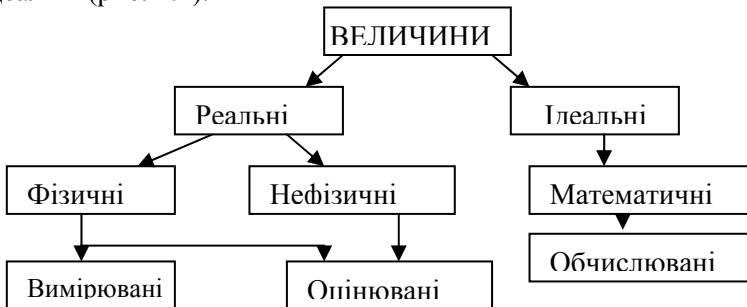 ВЕЛИЧИНИ
Реальні Ідеальні
Фізичні Нефізичні Математичні
Обчислювані
Вимірювані Оцінювані